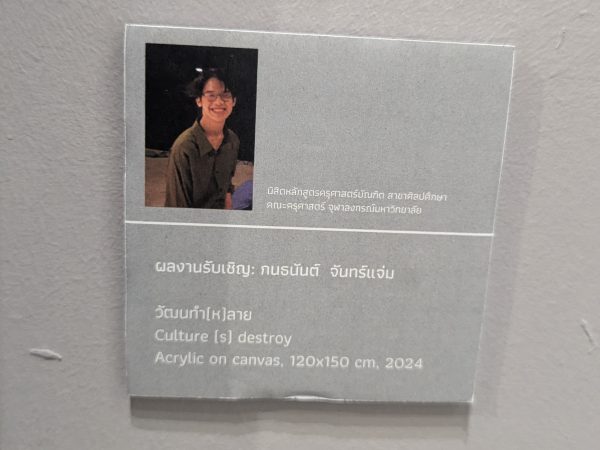 นิสิตหลักสูตรครุศาสตร์บัณฑิต สาขาศิลปศึกษา
คณะครุศาสตร์ จุฬาลงกรณ์มหาวิทยาลัย
ผลงานรับเชิญ: กนธนันต์ จันทร์แจ่ม
วัฒนทำ(ห)ลาย
Culture (s) destroy
Acrylic on canvas, 120x150 cm, 2024